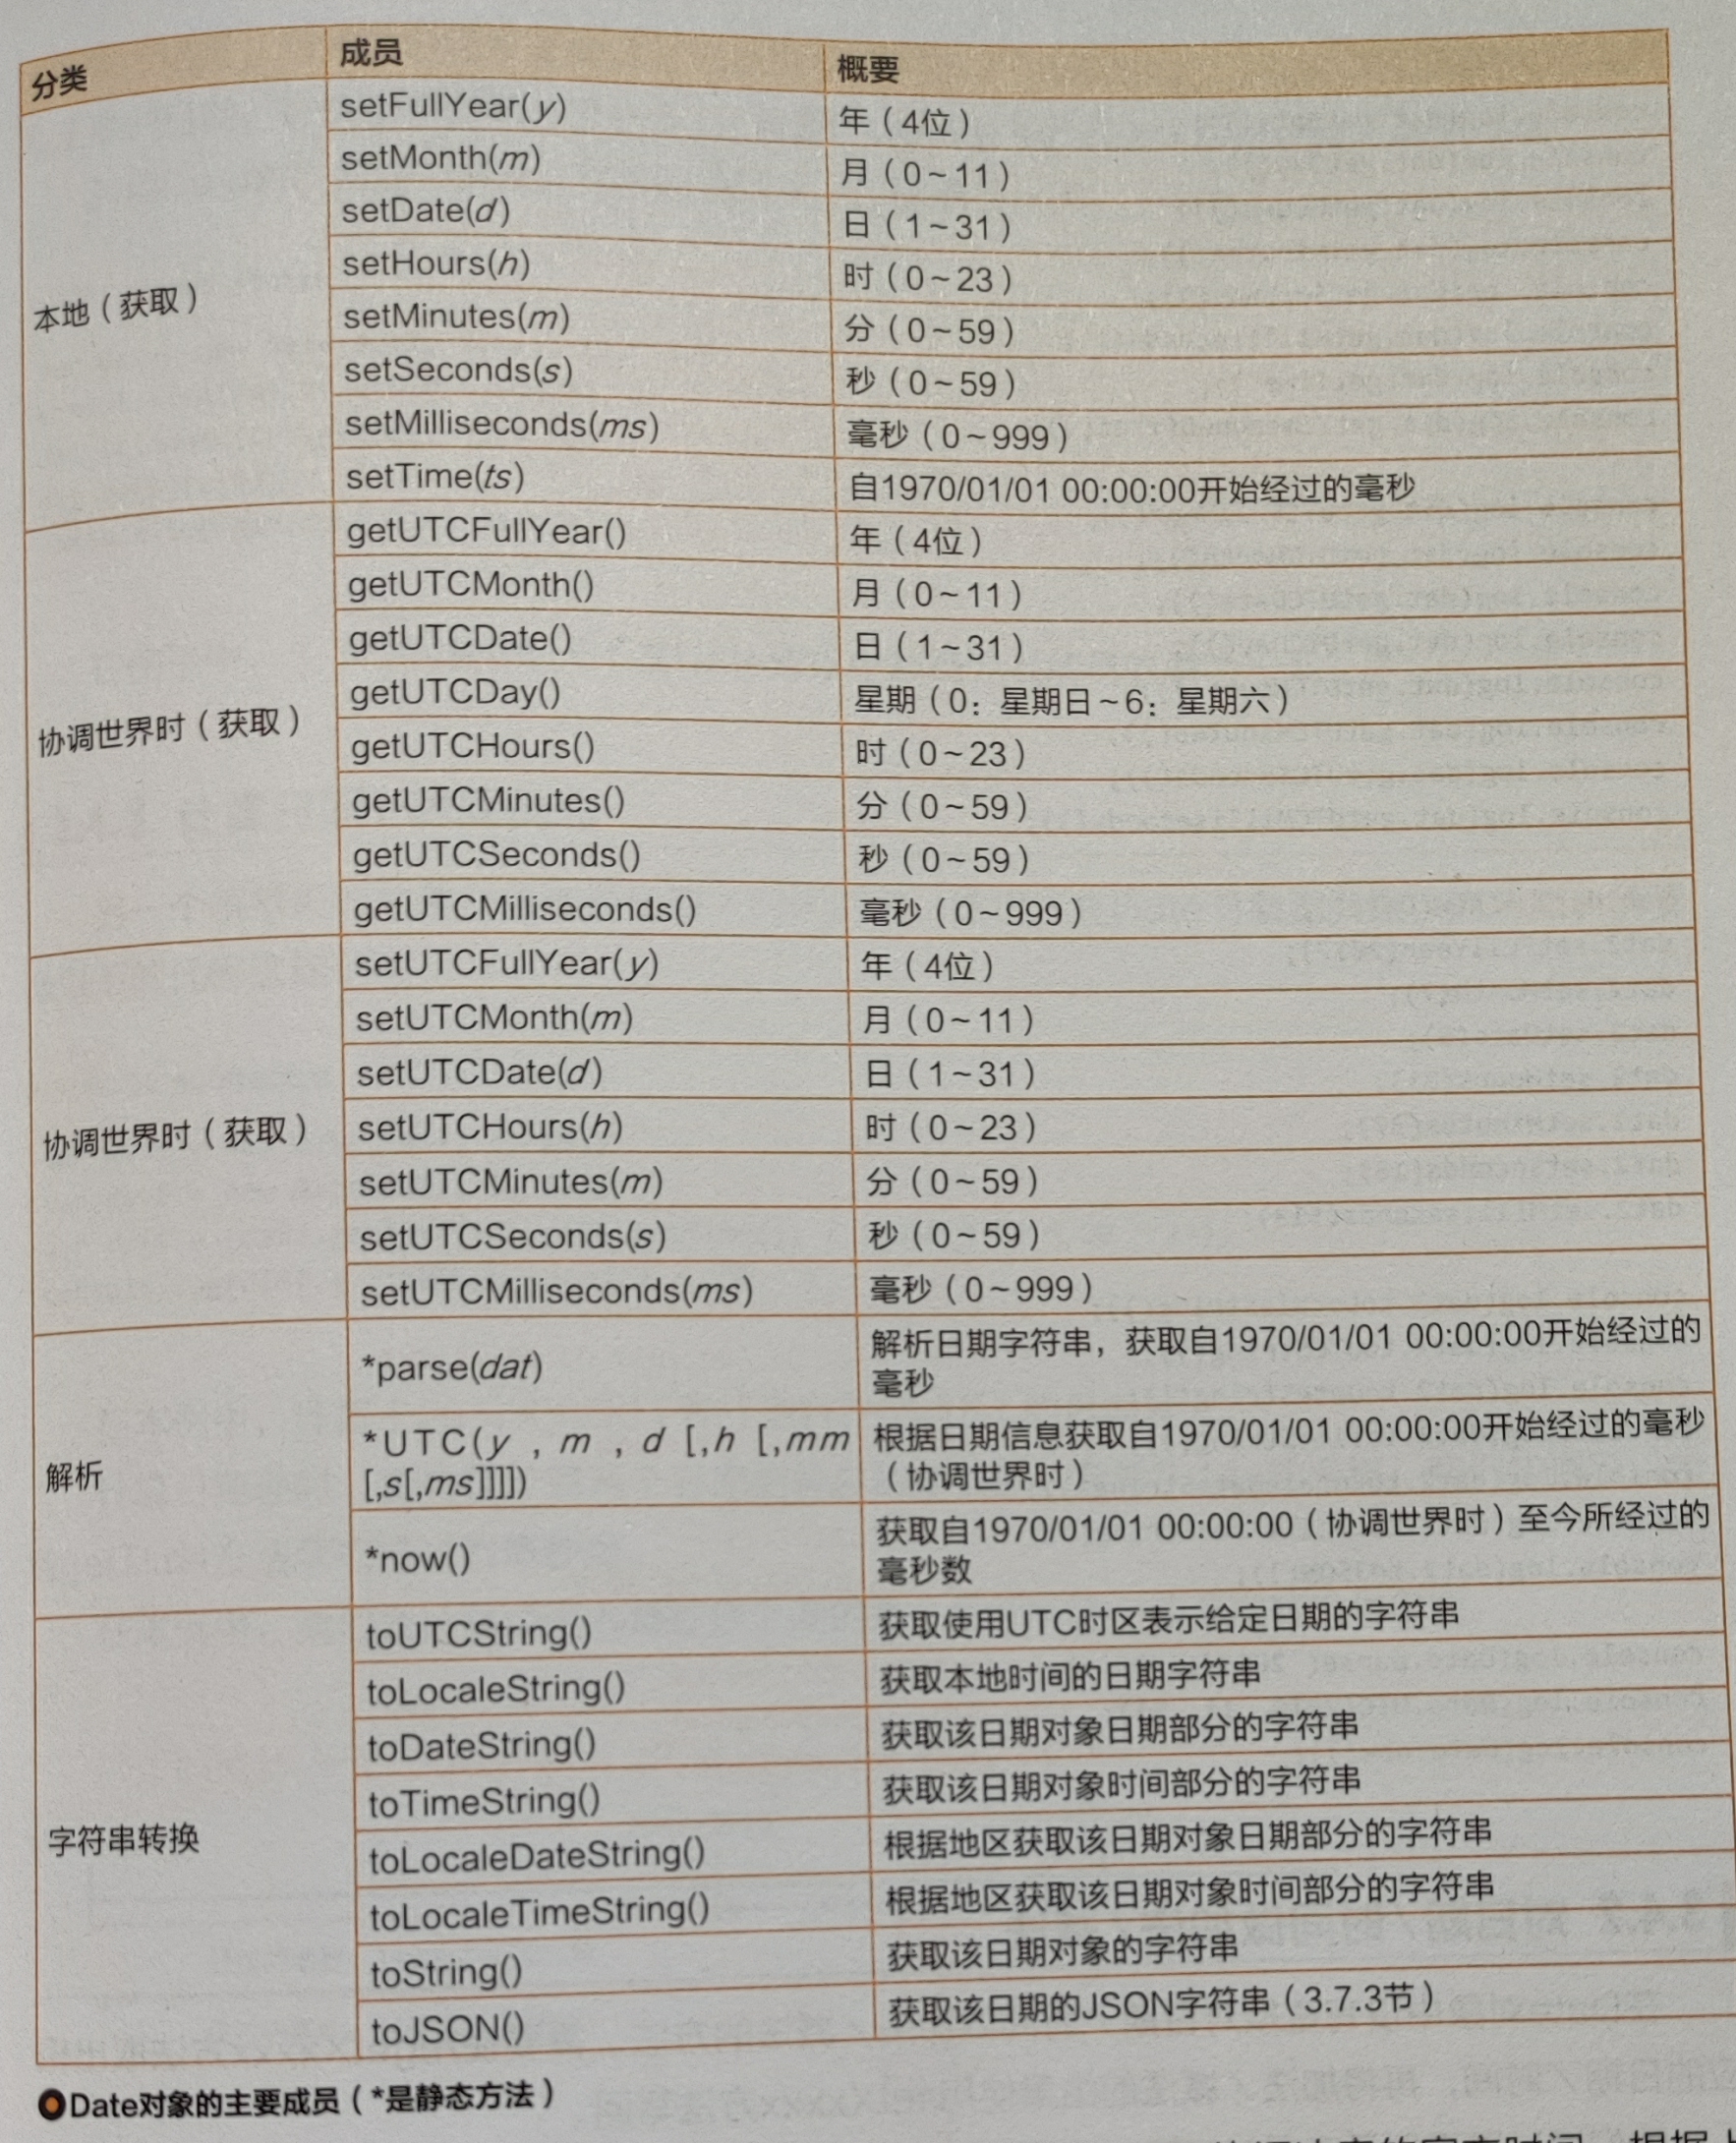 分类 成员 概要
本地（获取） setFullYear(y) 年（4位）
setMonth(m) 月（0~11）
setDate(d) 日（1~31）
setHours(h) 时（0~23）
setMinutes(m) 分（0~59）
setSeconds(s) 秒（0~59）
setMilliseconds(ms) 毫秒（0~999）
setTime(ts) 自1970/01/01 00:00:00开始经过的毫秒
协调世界时（获取） getUTCFullYear() 年（4位）
getUTCMonth() 月（0~11）
getUTCDate() 日（1~31）
getUTCDay() 星期（0：星期日~6：星期六）
getUTCHours() 时（0~23）
getUTCMinutes() 分（0~59）
getUTCSeconds() 秒（0~59）
getUTCMilliseconds() 毫秒（0~999）
协调世界时（获取） setUTCFullYear(y) 年（4位）
setUTCMonth(m) 月（0~11）
setUTCDate(d) 日（1~31）
setUTCHours(h) 时（0~23）
setUTCMinutes(m) 分（0~59）
setUTCSeconds(s) 秒（0~59）
setUTCMilliseconds(ms) 毫秒（0~999）
解析 *parse(dat) 解析日期字符串，获取自1970/01/01 00:00:00开始经过的
毫秒
*UTC(y , m , d [,h [,mm
[,s[,ms]]]]) 根据日期信息获取自1970/01/01 00:00:00开始经过的毫秒
（协调世界时）
*now() 获取自1970/01/01 00:00:00（协调世界时）至今所经过的
毫秒数
字符串转换 toUTCString() 获取使用UTC时区表示给定日期的字符串
toLocaleString() 获取本地时间的日期字符串
toDateString() 获取该日期对象日期部分的字符串
toTimeString() 获取该日期对象时间部分的字符串
toLocaleDateString() 根据地区获取该日期对象日期部分的字符串
toLocaleTimeString() 根据地区获取该日期对象时间部分的字符串
toString() 获取该日期对象的字符串
toJSON() 获取该日期的JSON字符串（3.7.3节）
Date对象的主要成员（*是静态方法）